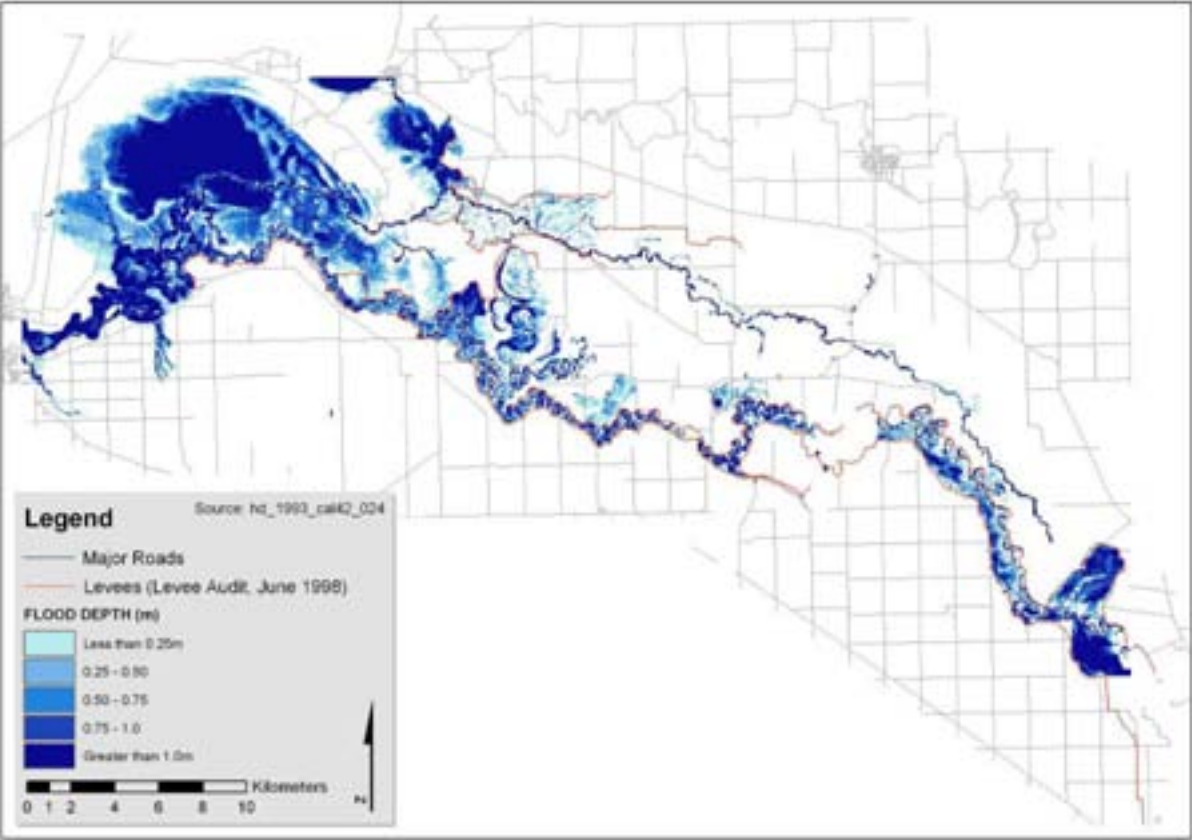 Legend
Source: hd_1993_cali42_024
Major Roads
Levees (Levee Audit, June 1998)
FLOOD DEPTH (m)
Less than 0.25m
0.25 - 0.50
0.50 - 0.75
0.75 - 1.0
Greater than 1.0m
Kilometers
0 1 2 4 6 8 10
N